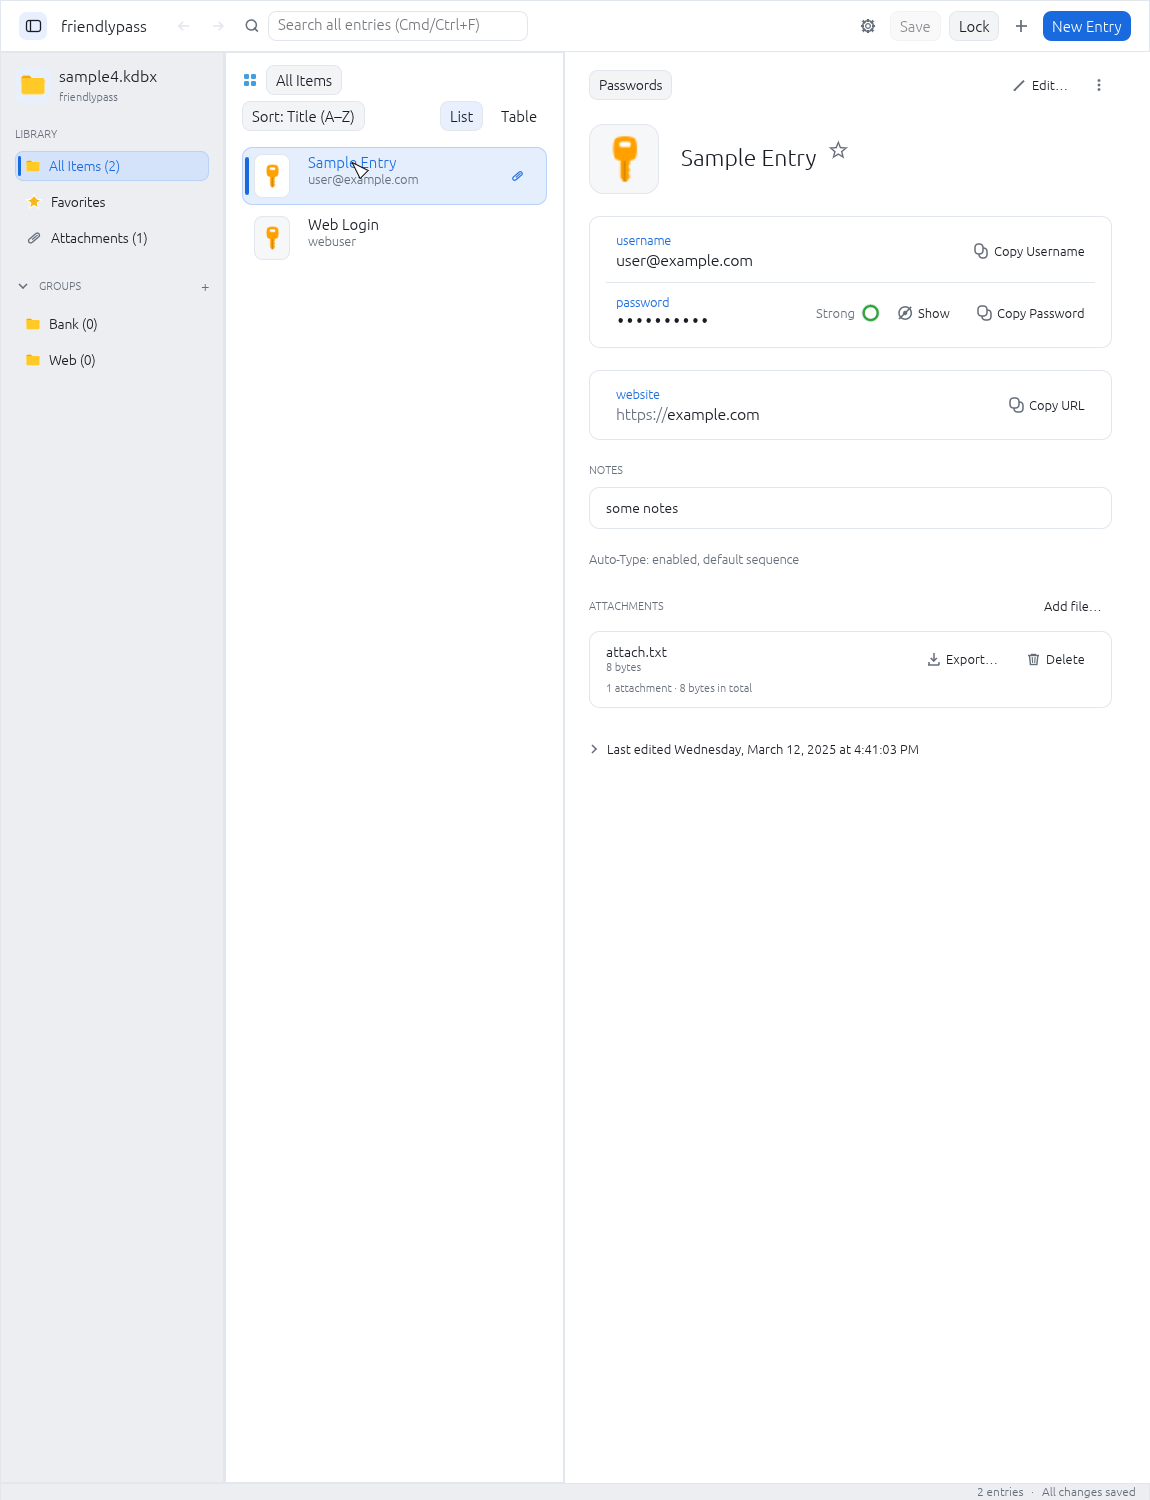 friendlypass
Search all entries (Cmd/Ctrl+F)
Save
Lock
New Entry
sample4.kdbx
friendlypass
LIBRARY
All Items (2)
Favorites
Attachments (1)
GROUPS
Bank (0)
Web (0)
All Items
Sort: Title (A–Z)
List
Table
Sample Entry
user@example.com
Web Login
webuser
Passwords
Edit…
Sample Entry
username
user@example.com
Copy Username
password
••••••••••
Strong
Show
Copy Password
website
https://example.com
Copy URL
NOTES
some notes
Auto-Type: enabled, default sequence
ATTACHMENTS
Add file…
attach.txt
8 bytes
Export…
Delete
1 attachment · 8 bytes in total
Last edited Wednesday, March 12, 2025 at 4:41:03 PM
2 entries · All changes saved